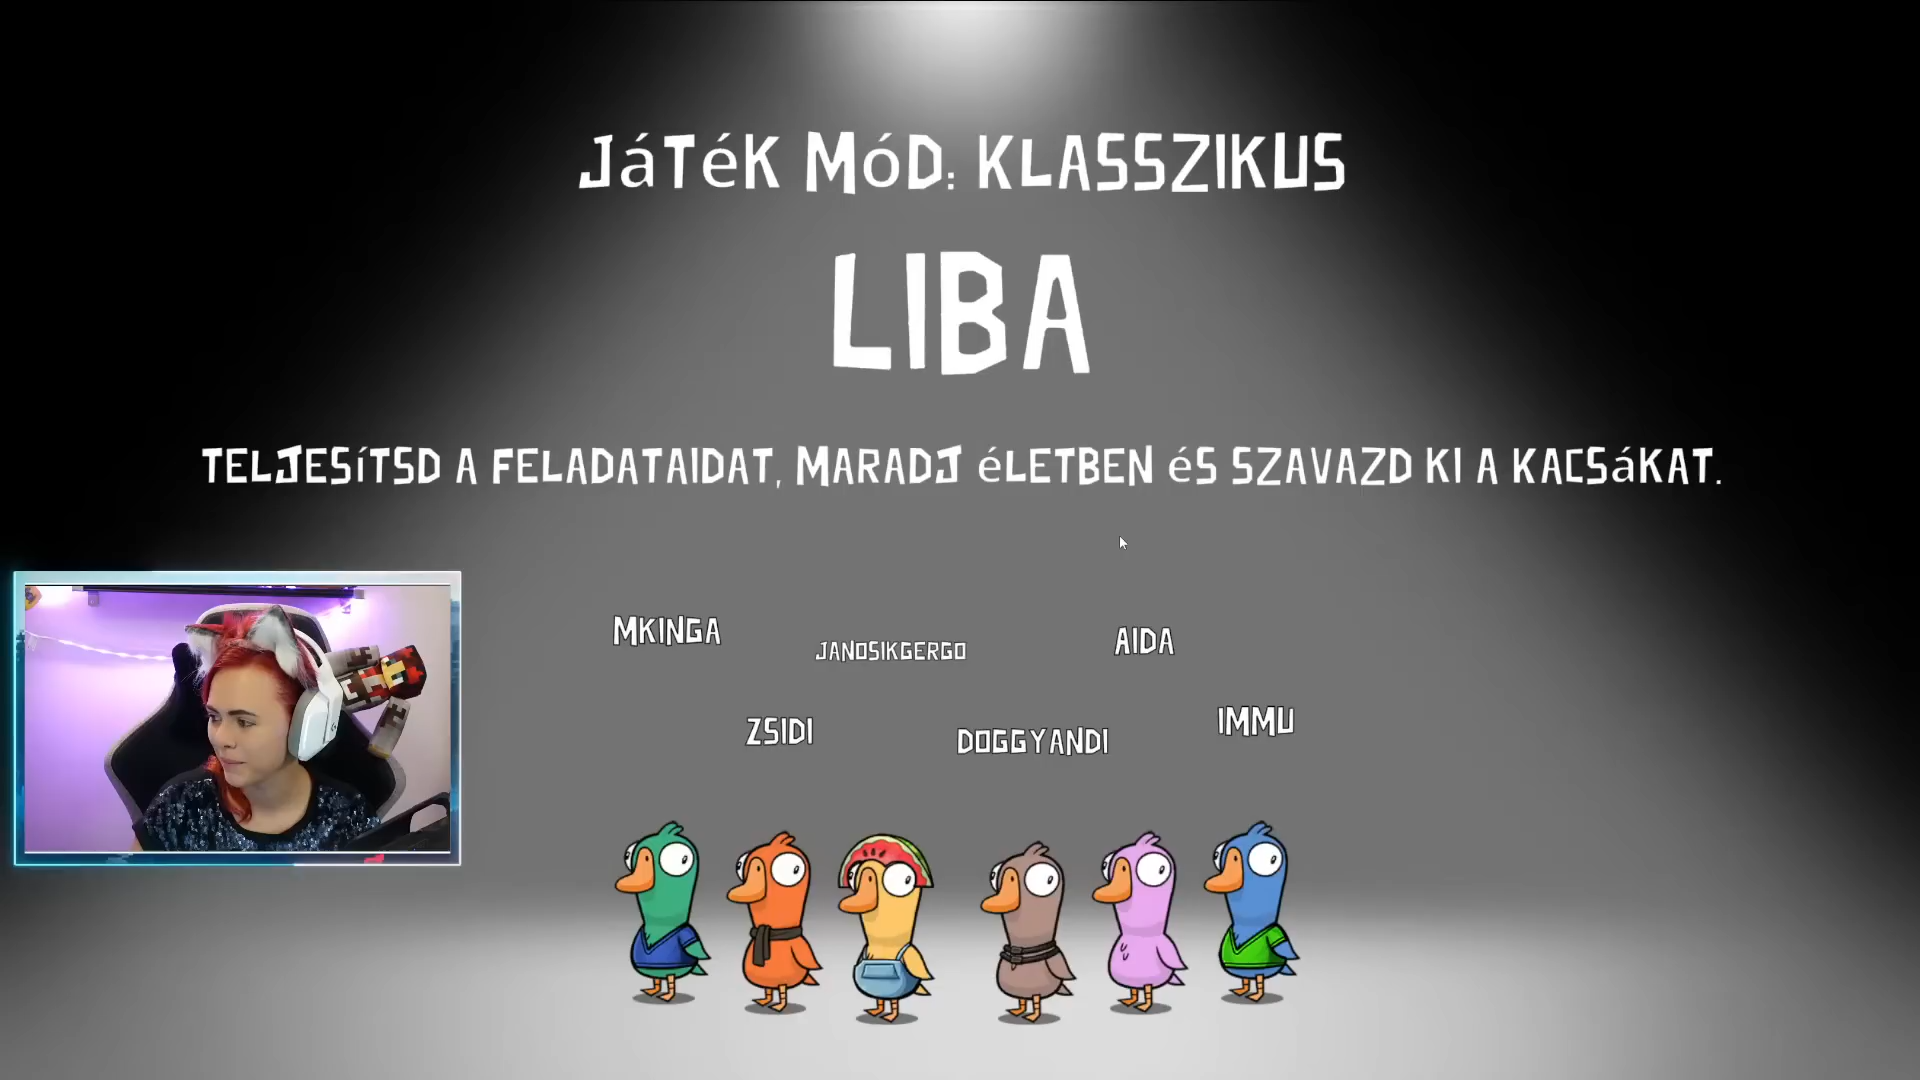 JáTéK MóD: KLASSZIKUS
LIBA
TELJESíTSD A FELADATAIDAT, MARADJ éLETBEN éS SZAVAZD KI A KACSáKAT.
MKINGA
JANOSIKGERGO
AIDA
ZSIDI
DOGGYANDI
IMMU